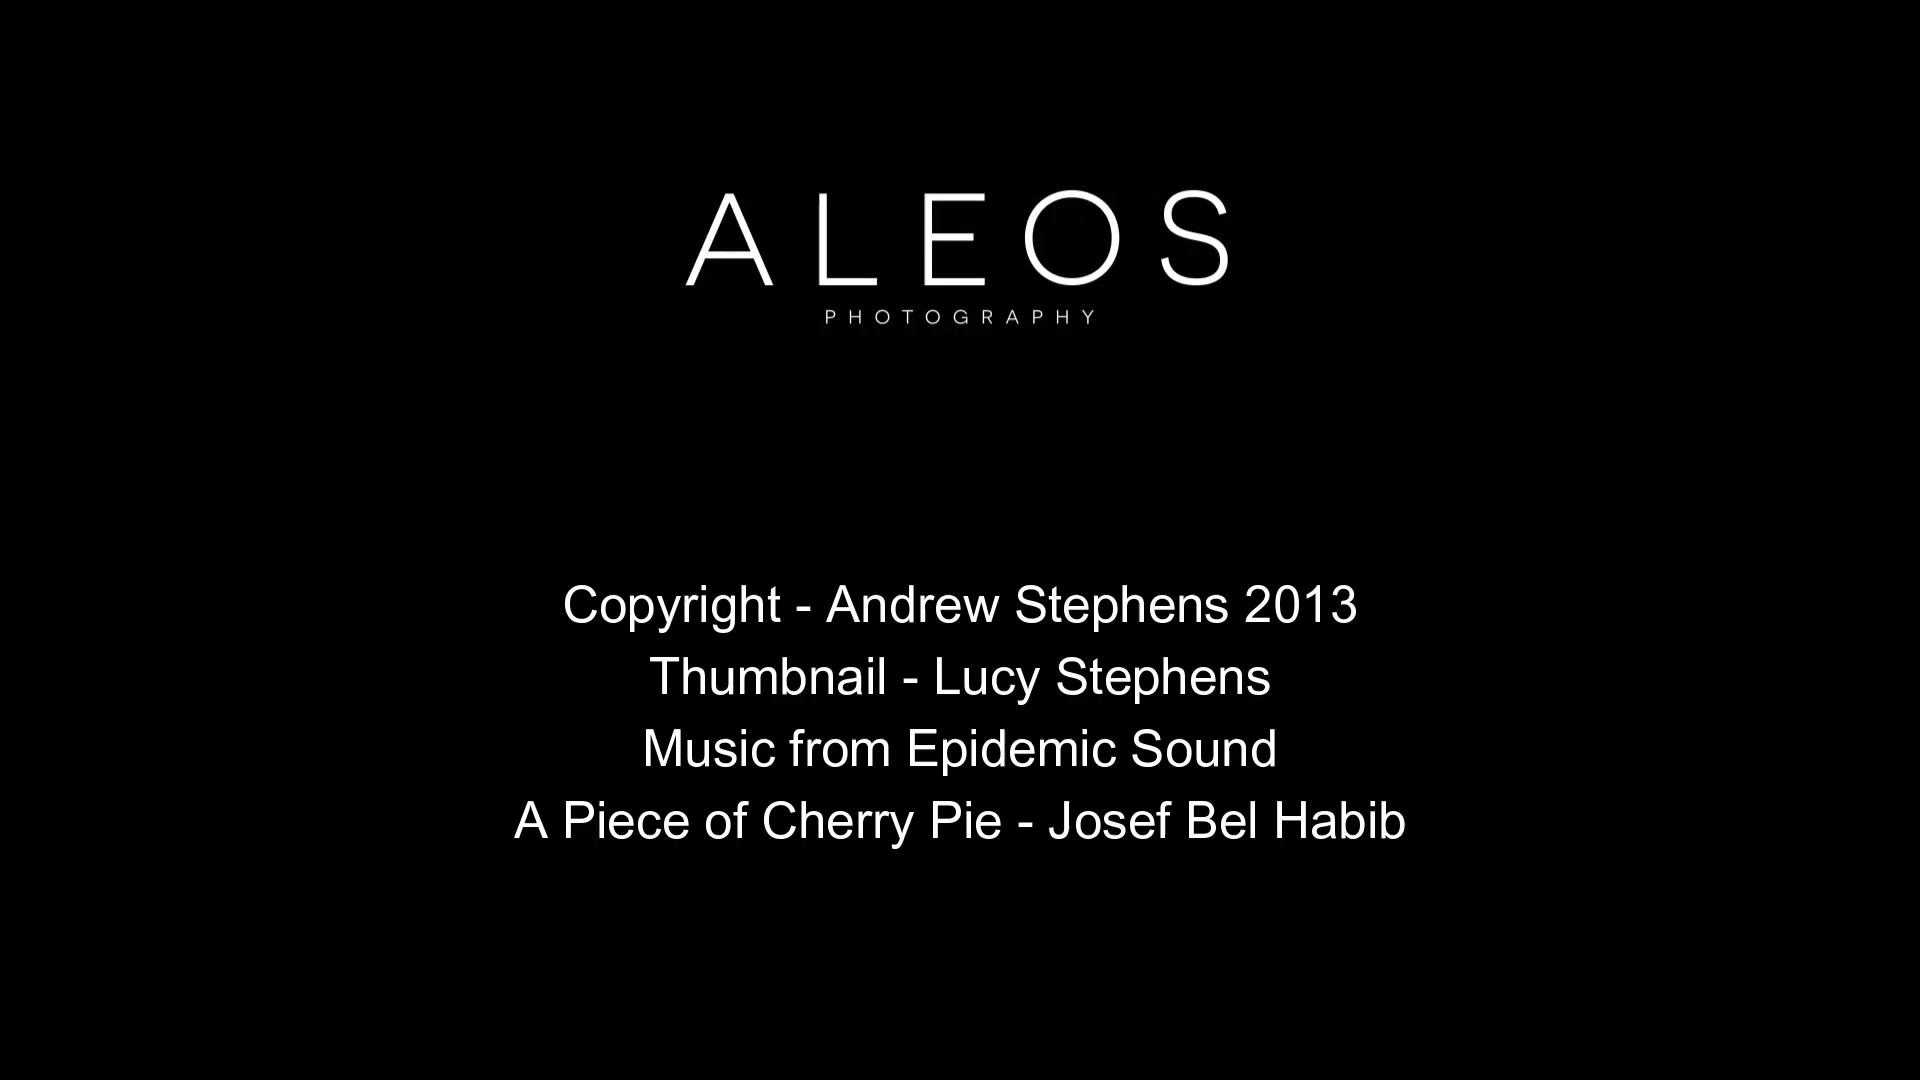 ALEOS
PHOTOGRAPHY
Copyright - Andrew Stephens 2013
Thumbnail - Lucy Stephens
Music from Epidemic Sound
A Piece of Cherry Pie - Josef Bel Habib